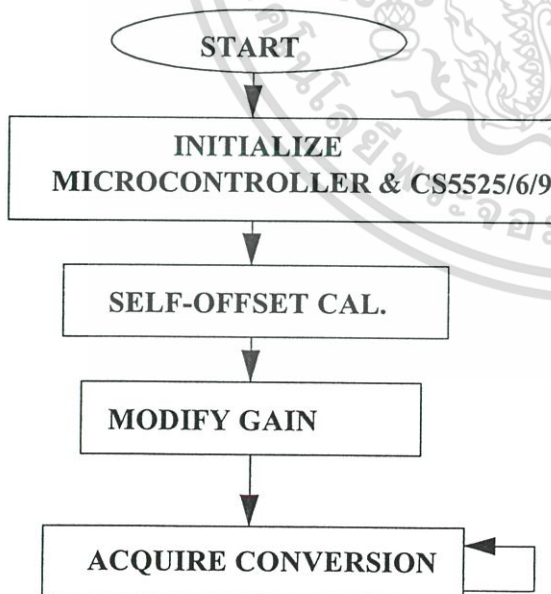 START
INITIALIZE
MICROCONTROLLER & CS5525/6/9
SELF-OFFSET CAL.
MODIFY GAIN
ACQUIRE CONVERSION